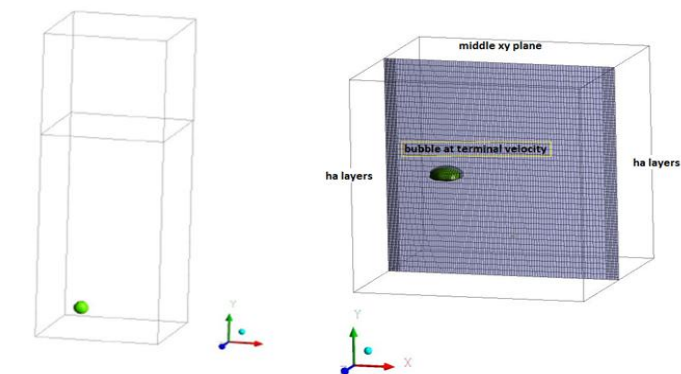 middle xy plane
bubble at terminal velocity
ha layers
ha layers
Y
Y
X